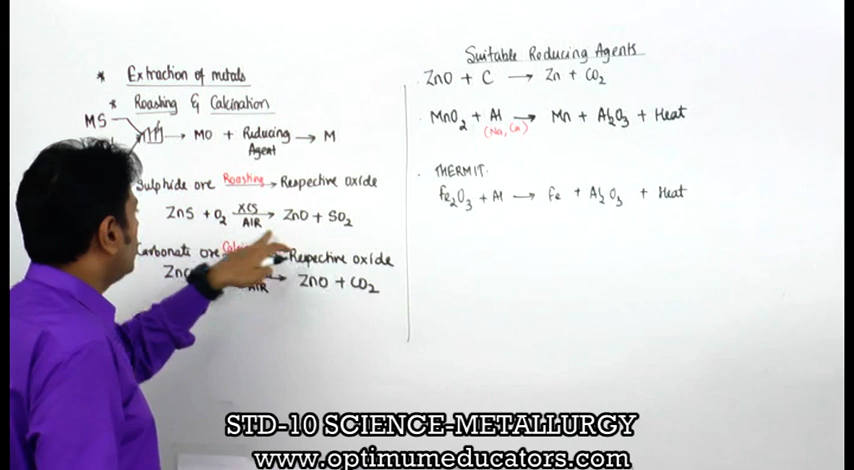 * Extraction of metals
* Roasting & Calcination
MS
→ MO + Reducing Agent → M
Sulphide ore Roasting → Respective oxide
ZnS + O₂ XCS AIR → ZnO + SO₂
Carbonate ore → Respective oxide
AIR → ZnO + CO₂
Suitable Reducing Agents
ZnO + C → Zn + CO₂
MnO₂ + Al → Mn + Al₂O₃ + Heat
(Na, Ca)
THERMIT.
Fe₂O₃ + Al → Fe + Al₂O₃ + Heat
STD-10 SCIENCE-METALLURGY
www.optimumeducators.com